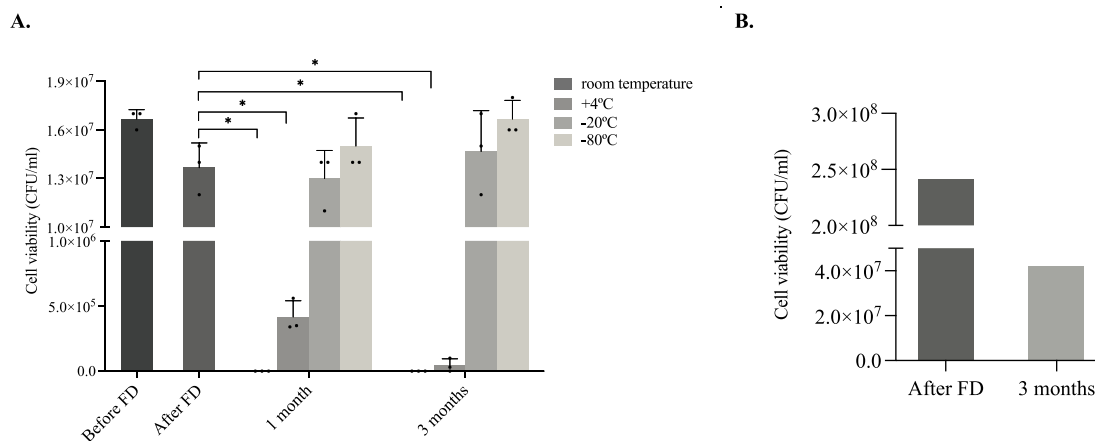 A.
Cell viability (CFU/ml)
1.9×10⁷
1.6×10⁷
1.3×10⁷
1.0×10⁷
1.0×10⁶
5.0×10⁵
0.0
*
*
*
*
Before FD
After FD
1 month
3 months
room temperature
+4ºC
-20ºC
-80ºC
B.
Cell viability (CFU/ml)
3.0×10⁸
2.5×10⁸
2.0×10⁸
4.0×10⁷
2.0×10⁷
0.0
After FD
3 months